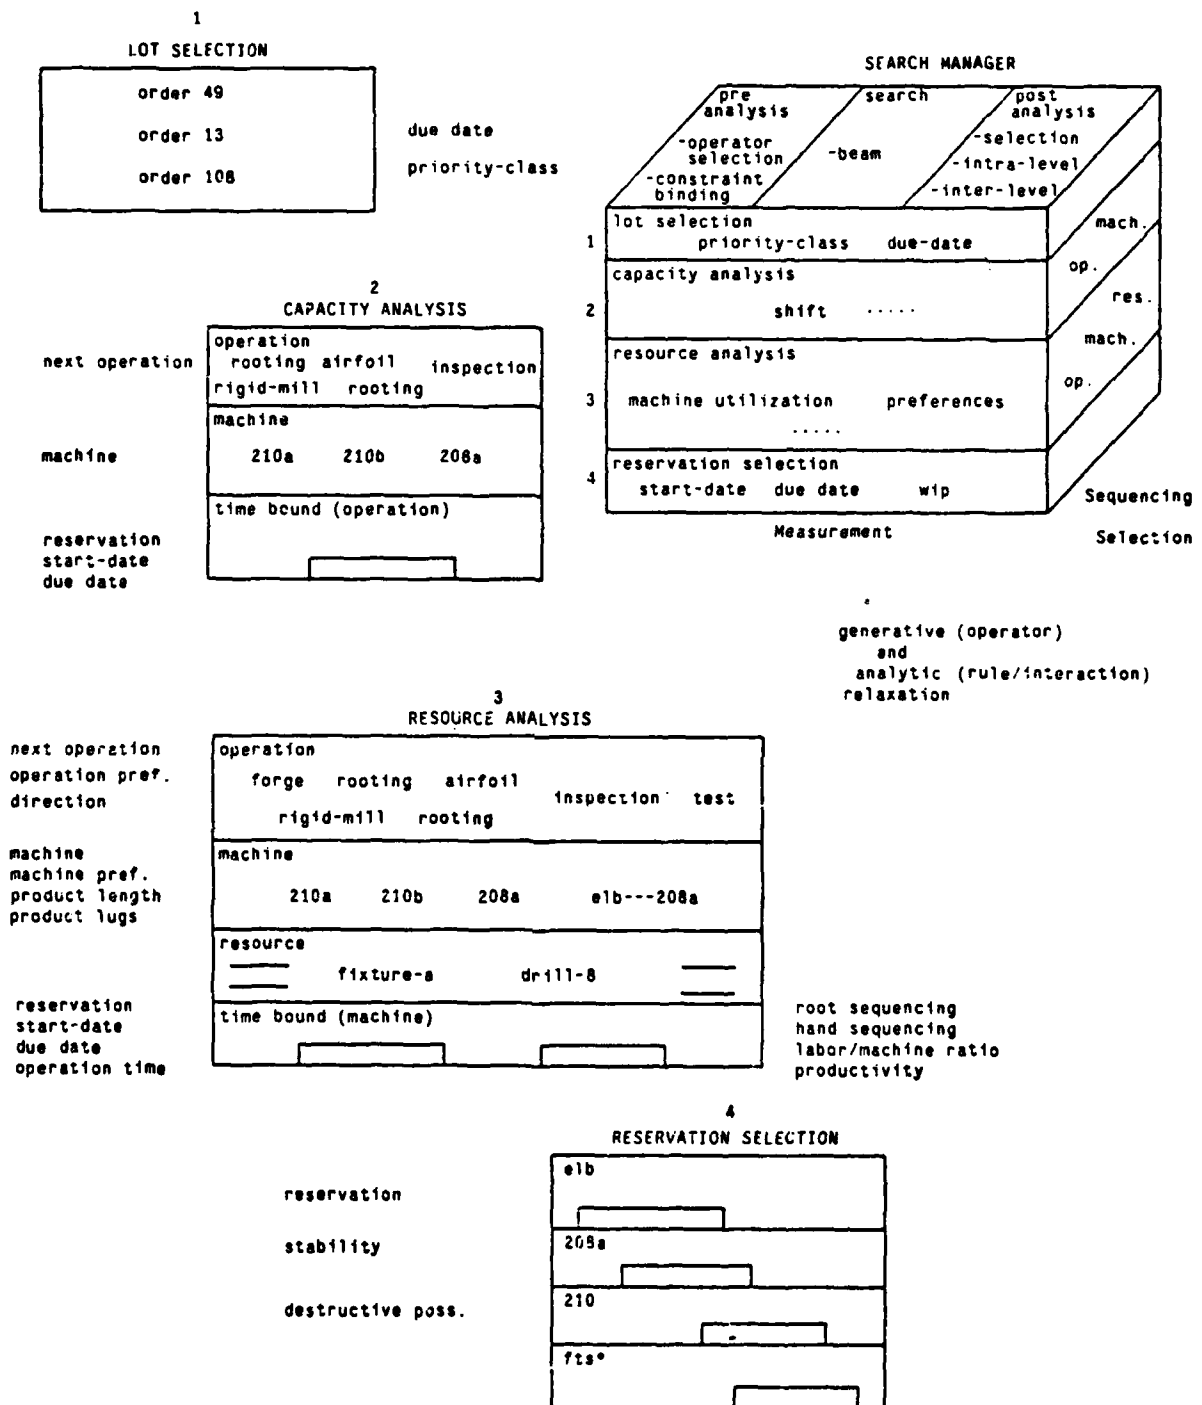 1
LOT SELECTION
order 49
order 13
order 108
due date
priority-class
SEARCH MANAGER
pre analysis
-operator selection
-constraint binding
search
-beam
post analysis
-selection
-intra-level
-inter-level
1
lot selection
priority-class due-date
2
capacity analysis
shift .....
3
resource analysis
machine utilization preferences
.....
4
reservation selection
start-date due date wip
mach.
op.
res.
mach.
op.
Measurement
Sequencing
Selection
2
CAPACITY ANALYSIS
next operation
operation
rooting airfoil inspection
rigid-mill rooting
machine
machine
210a 210b 208a
time bound (operation)
reservation
start-date
due date
generative (operator)
and
analytic (rule/interaction)
relaxation
3
RESOURCE ANALYSIS
next operation
operation pref.
direction
operation
forge rooting airfoil
inspection test
rigid-mill rooting
machine
machine pref.
product length
product lugs
machine
210a 210b 208a elb---208a
resource
fixture-a drill-8
reservation
start-date
due date
operation time
time bound (machine)
root sequencing
hand sequencing
labor/machine ratio
productivity
4
RESERVATION SELECTION
reservation
stability
destructive poss.
elb
208a
210
fts*